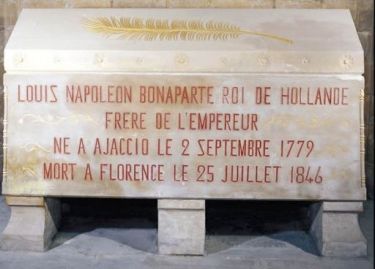 LOUIS NAPOLEON BONAPARTE ROI DE HOLLANDE
FRERE DE L'EMPEREUR
NE A AJACCIO LE 2 SEPTEMBRE 1779
MORT A FLORENCE LE 25 JUILLET 1846